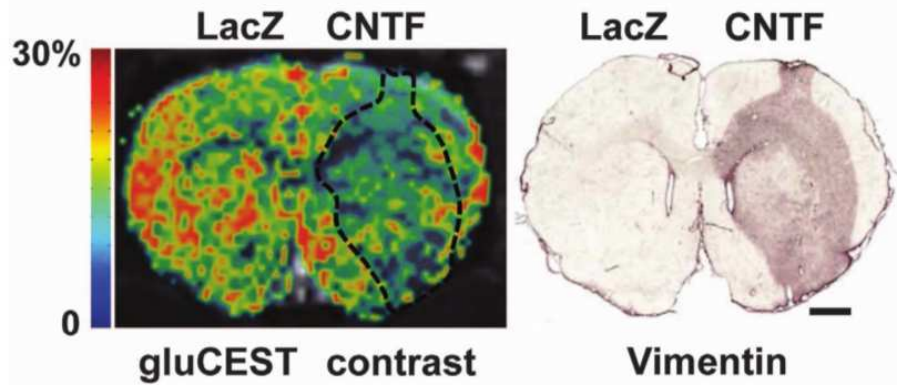 LacZ CNTF
30%
0
gluCEST contrast
LacZ CNTF
Vimentin